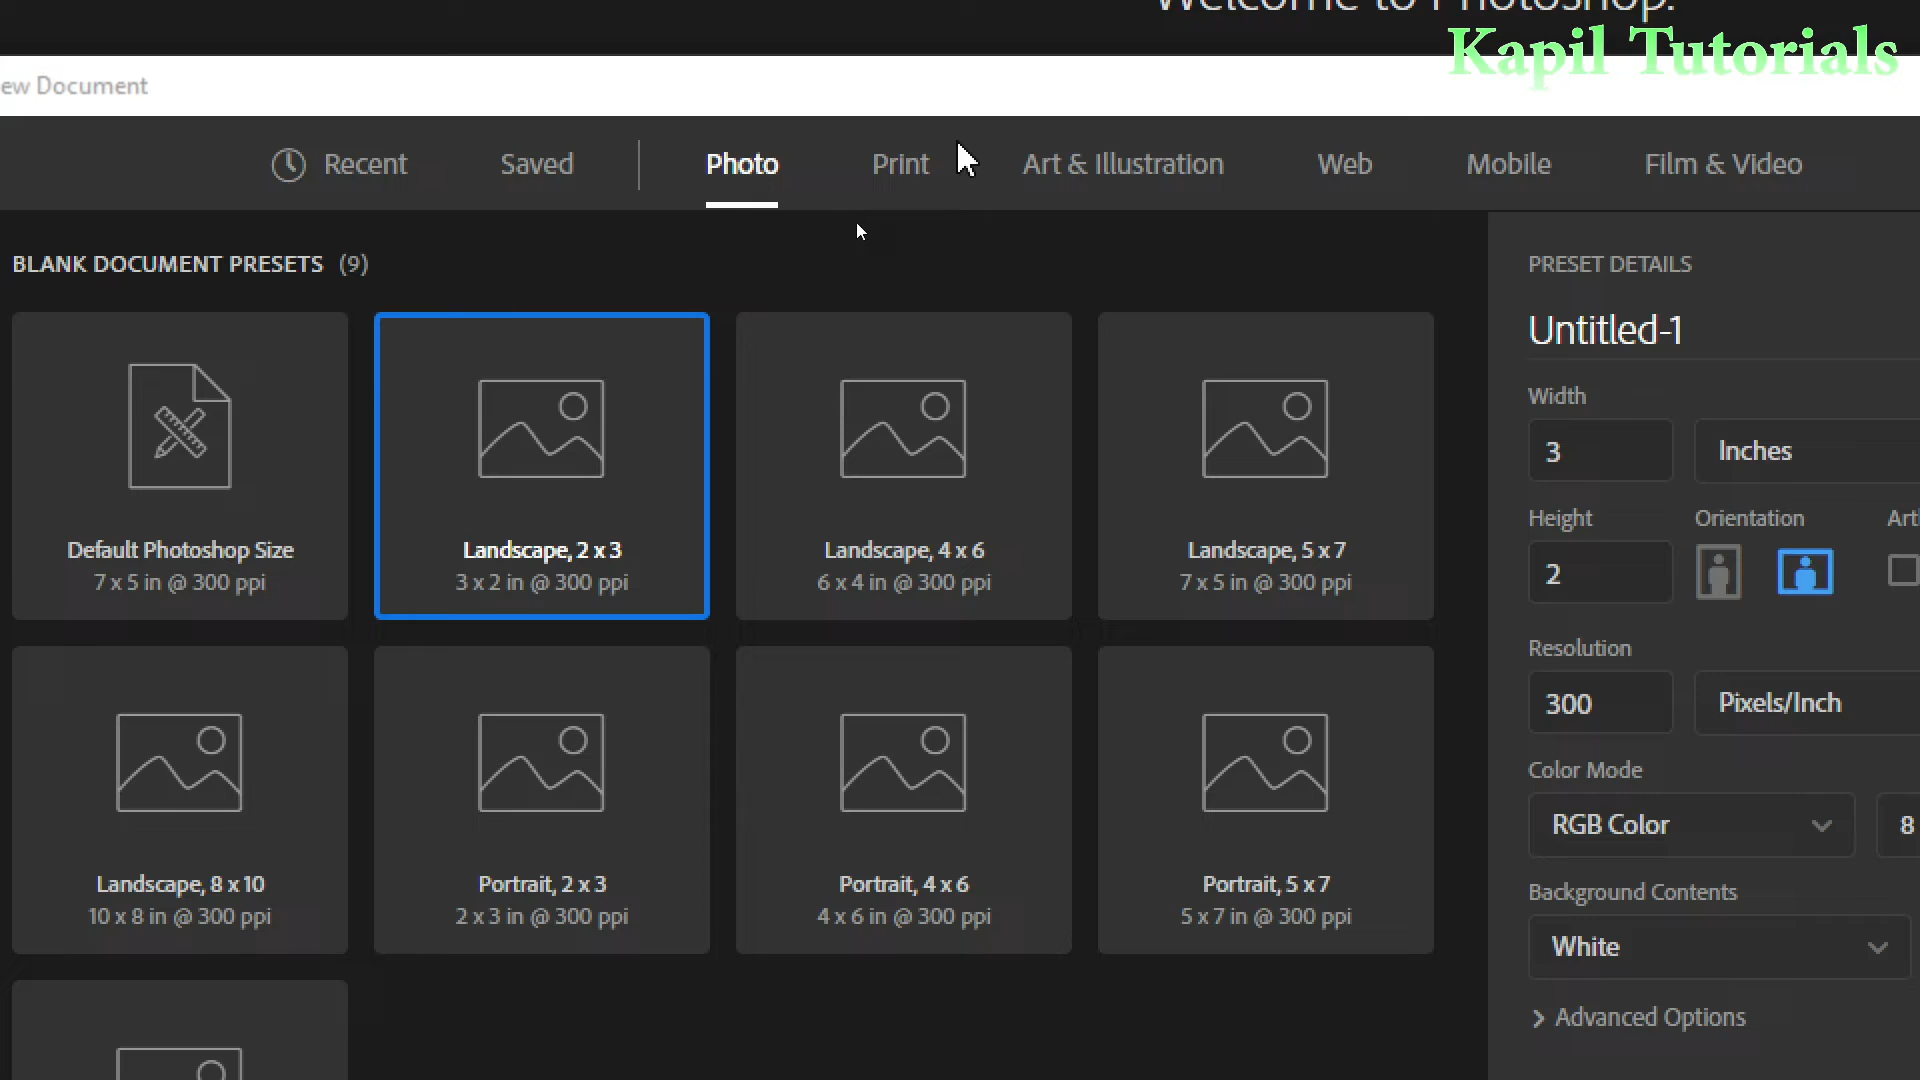 Welcome to Photoshop.
Kapil Tutorials
ew Document
Recent Saved Photo Print Art & Illustration Web Mobile Film & Video
BLANK DOCUMENT PRESETS (9)
Default Photoshop Size
7 x 5 in @ 300 ppi
Landscape, 2 x 3
3 x 2 in @ 300 ppi
Landscape, 4 x 6
6 x 4 in @ 300 ppi
Landscape, 5 x 7
7 x 5 in @ 300 ppi
Landscape, 8 x 10
10 x 8 in @ 300 ppi
Portrait, 2 x 3
2 x 3 in @ 300 ppi
Portrait, 4 x 6
4 x 6 in @ 300 ppi
Portrait, 5 x 7
5 x 7 in @ 300 ppi
PRESET DETAILS
Untitled-1
Width
3 Inches
Height Orientation Art
2
Resolution
300 Pixels/Inch
Color Mode
RGB Color 8
Background Contents
White
Advanced Options